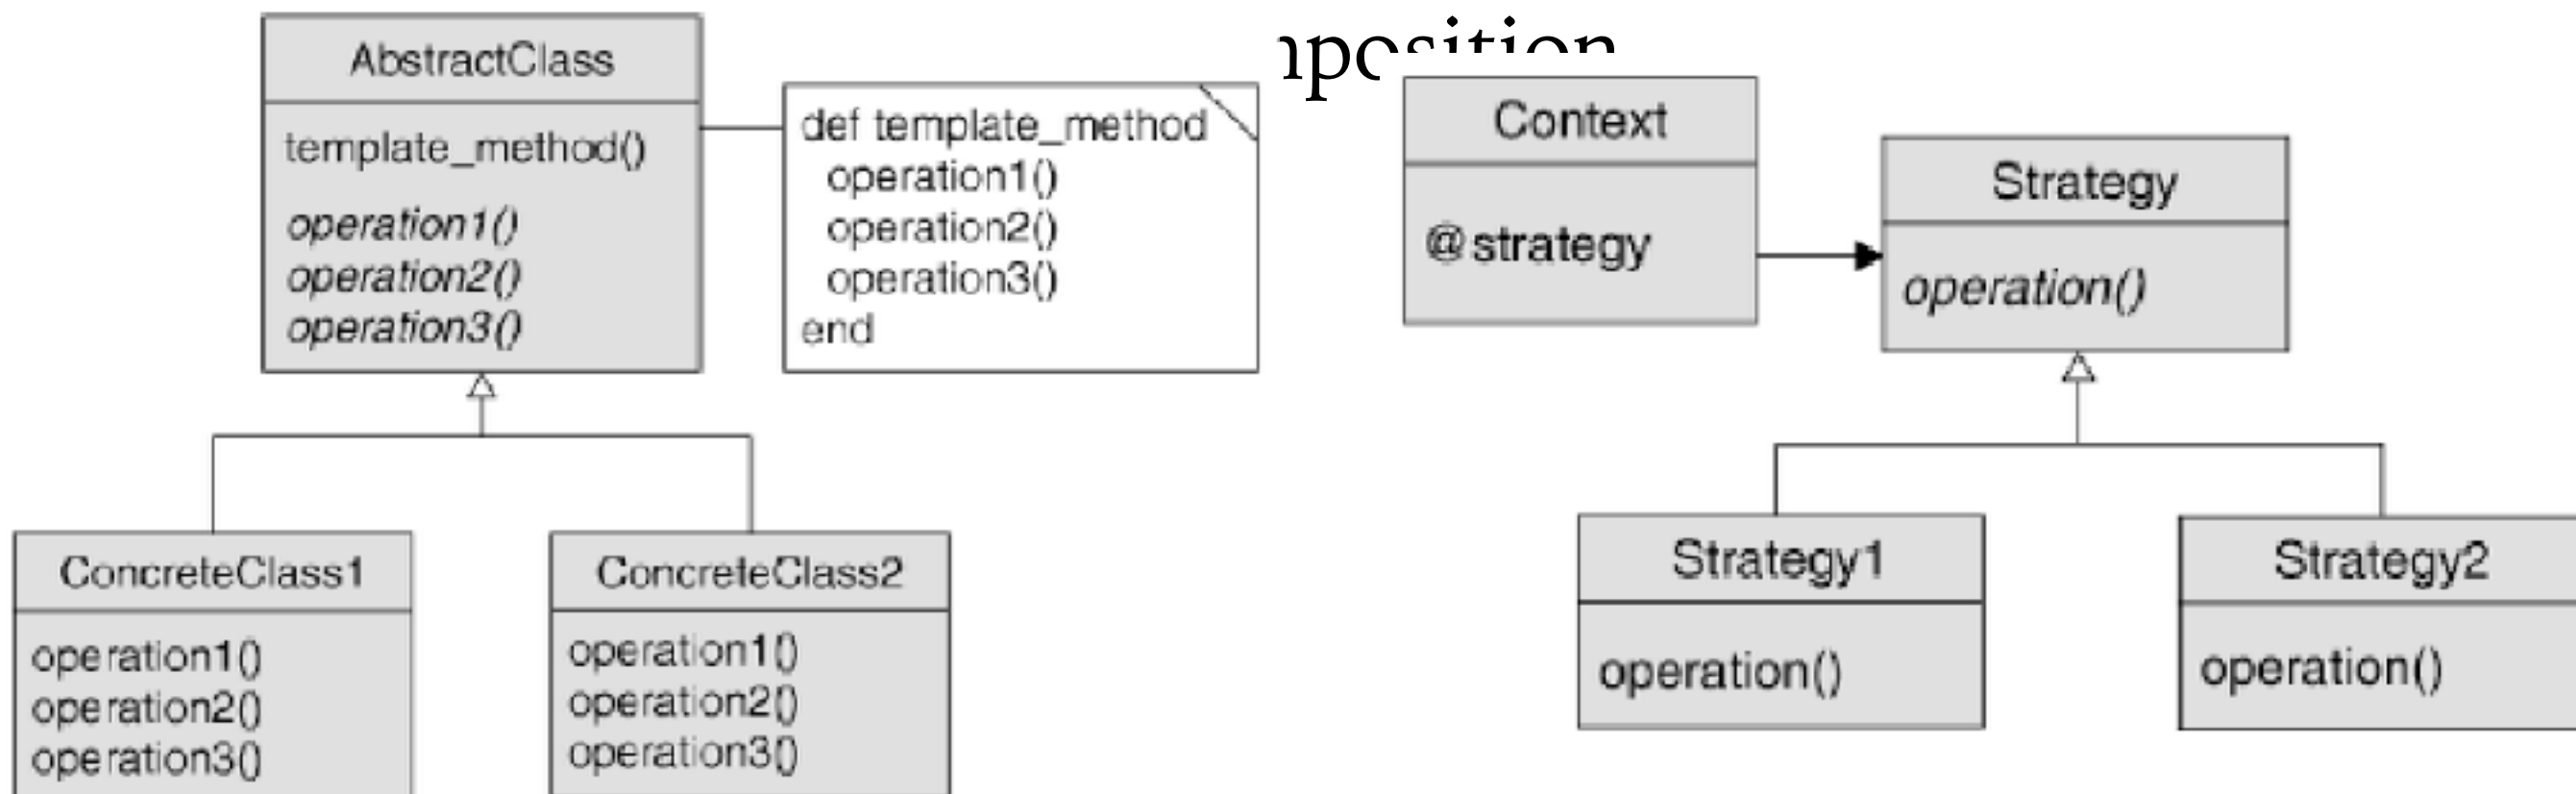 AbstractClass
template_method()
operation1()
operation2()
operation3()
def template_method
operation1()
operation2()
operation3()
end
ConcreteClass1
operation1()
operation2()
operation3()
ConcreteClass2
operation1()
operation2()
operation3()
mposition
Context
@strategy
Strategy
operation()
Strategy1
operation()
Strategy2
operation()